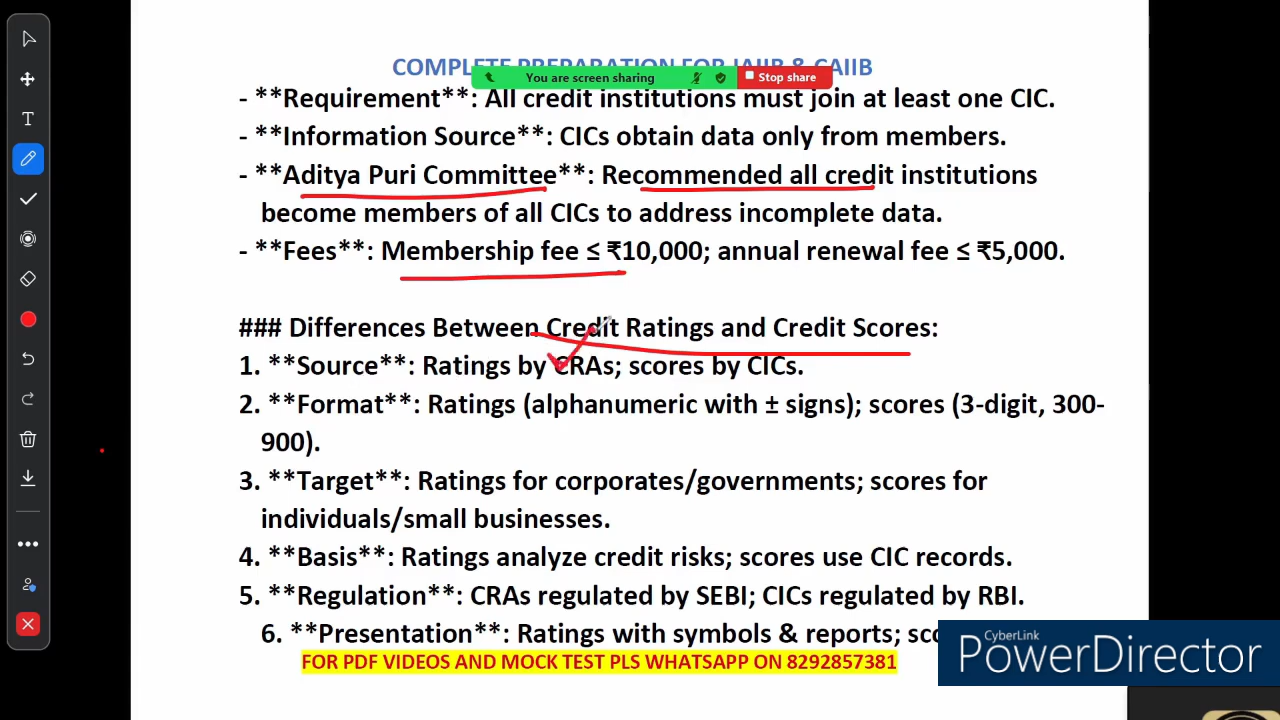 COMPLETE PREPARATION FOR JAIIB & CAIIB
You are screen sharing
Stop share
- **Requirement**: All credit institutions must join at least one CIC.
- **Information Source**: CICs obtain data only from members.
- **Aditya Puri Committee**: Recommended all credit institutions
become members of all CICs to address incomplete data.
- **Fees**: Membership fee ≤ ₹10,000; annual renewal fee ≤ ₹5,000.
### Differences Between Credit Ratings and Credit Scores:
1. **Source**: Ratings by CRAs; scores by CICs.
2. **Format**: Ratings (alphanumeric with ± signs); scores (3-digit, 300-
900).
3. **Target**: Ratings for corporates/governments; scores for
individuals/small businesses.
4. **Basis**: Ratings analyze credit risks; scores use CIC records.
5. **Regulation**: CRAs regulated by SEBI; CICs regulated by RBI.
6. **Presentation**: Ratings with symbols & reports;
FOR PDF VIDEOS AND MOCK TEST PLS WHATSAPP ON 8292857381
CyberLink
PowerDirector